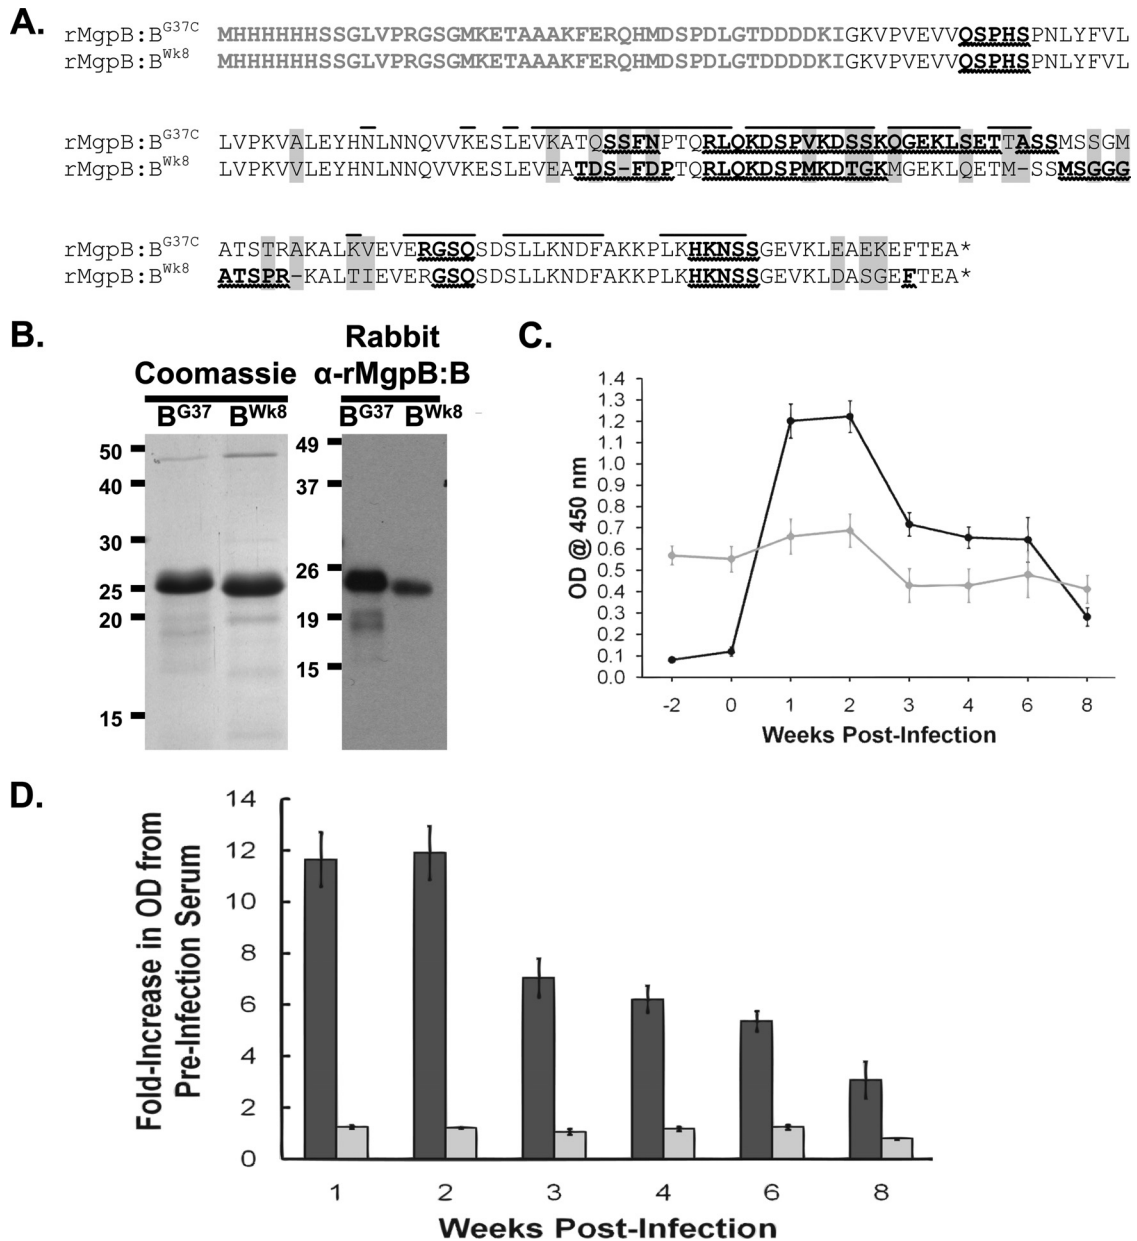 A.
rMgpB:B^G37C MHHHHHHSSGLVPRGSGMKETAAAKFERQHMDSPDLGTDDDDKIGKVPVEVVQSPHSPNLYFVL
rMgpB:B^Wk8 MHHHHHHSSGLVPRGSGMKETAAAKFERQHMDSPDLGTDDDDKIGKVPVEVVQSPHSPNLYFVL
rMgpB:B^G37C LVPKVALEYHNLNNQVVKESLEVKATQSSFNPTQRLQKDSPVKDSSKQGEKLSETTASSMSSGM
rMgpB:B^Wk8 LVPKVVLEYHNLNNQVVKESLEVEATDS-FDPTQRLQKDSPMKDTGKMGEKLQETM-SSMSGGG
rMgpB:B^G37C ATSTRAKALKVEVERGSQSDSLLKNDFAKKPLKHKNSSGEVKLEAEKEFTEA*
rMgpB:B^Wk8 ATSPR-KALTIEVERGSQSDSLLKNDFAKKPLKHKNSSGEVKLDASGEFTEA*
B.
Coomassie
B^G37 B^Wk8
50
40
30
25
20
15
Rabbit
α-rMgpB:B
B^G37 B^Wk8
49
37
26
19
15
C.
OD @ 450 nm
1.4
1.3
1.2
1.1
1.0
0.9
0.8
0.7
0.6
0.5
0.4
0.3
0.2
0.1
0.0
-2 0 1 2 3 4 6 8
Weeks Post-Infection
D.
Fold-Increase in OD from
Pre-Infection Serum
14
12
10
8
6
4
2
0
1 2 3 4 6 8
Weeks Post-Infection